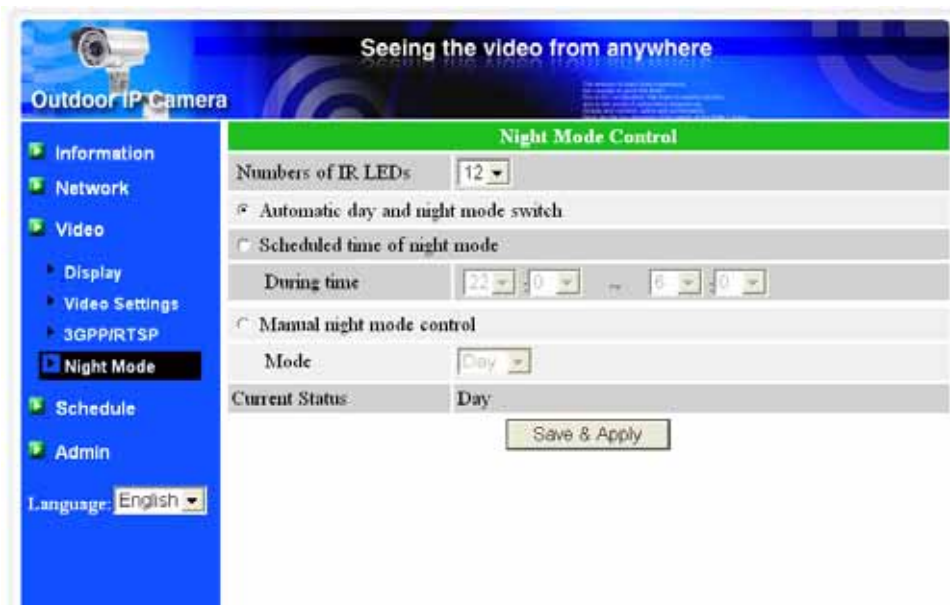 Seeing the video from anywhere
Outdoor IP Camera
Information
Network
Video
Display
Video Settings
3GPP/RTSP
Night Mode
Schedule
Admin
Language: English
Night Mode Control
Numbers of IR LEDs 12
Automatic day and night mode switch
Scheduled time of night mode
During time 22 : 0 ~ 6 : 0
Manual night mode control
Mode Day
Current Status Day
Save & Apply